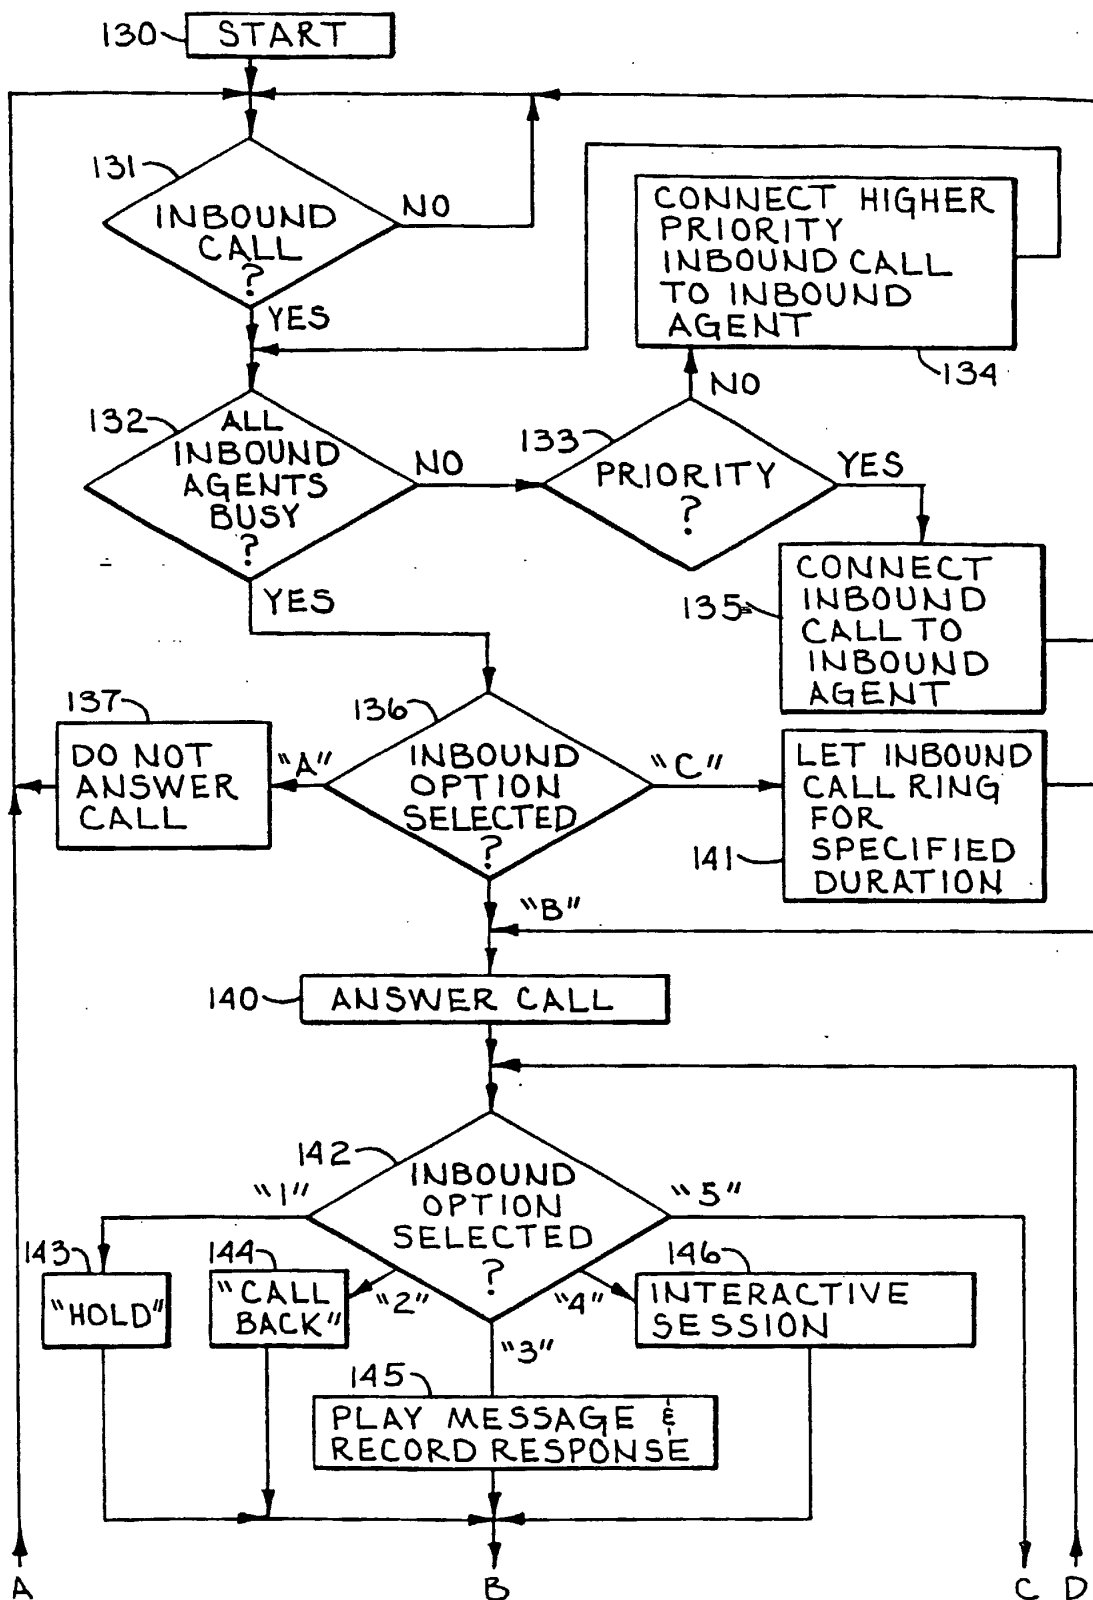 130
START
131
INBOUND
CALL
?
NO
YES
CONNECT HIGHER
PRIORITY
INBOUND CALL
TO INBOUND
AGENT
134
NO
132
ALL
INBOUND
AGENTS
BUSY
?
NO
133
PRIORITY
?
YES
YES
135
CONNECT
INBOUND
CALL TO
INBOUND
AGENT
137
DO NOT
ANSWER
CALL
"A"
136
INBOUND
OPTION
SELECTED
?
"C"
LET INBOUND
CALL RING
FOR
SPECIFIED
DURATION
141
"B"
140
ANSWER CALL
142
INBOUND
OPTION
SELECTED
?
"1"
"5"
143
"HOLD"
144
"CALL
BACK"
"2"
"3"
"4"
146
INTERACTIVE
SESSION
145
PLAY MESSAGE &
RECORD RESPONSE
A
B
C
D